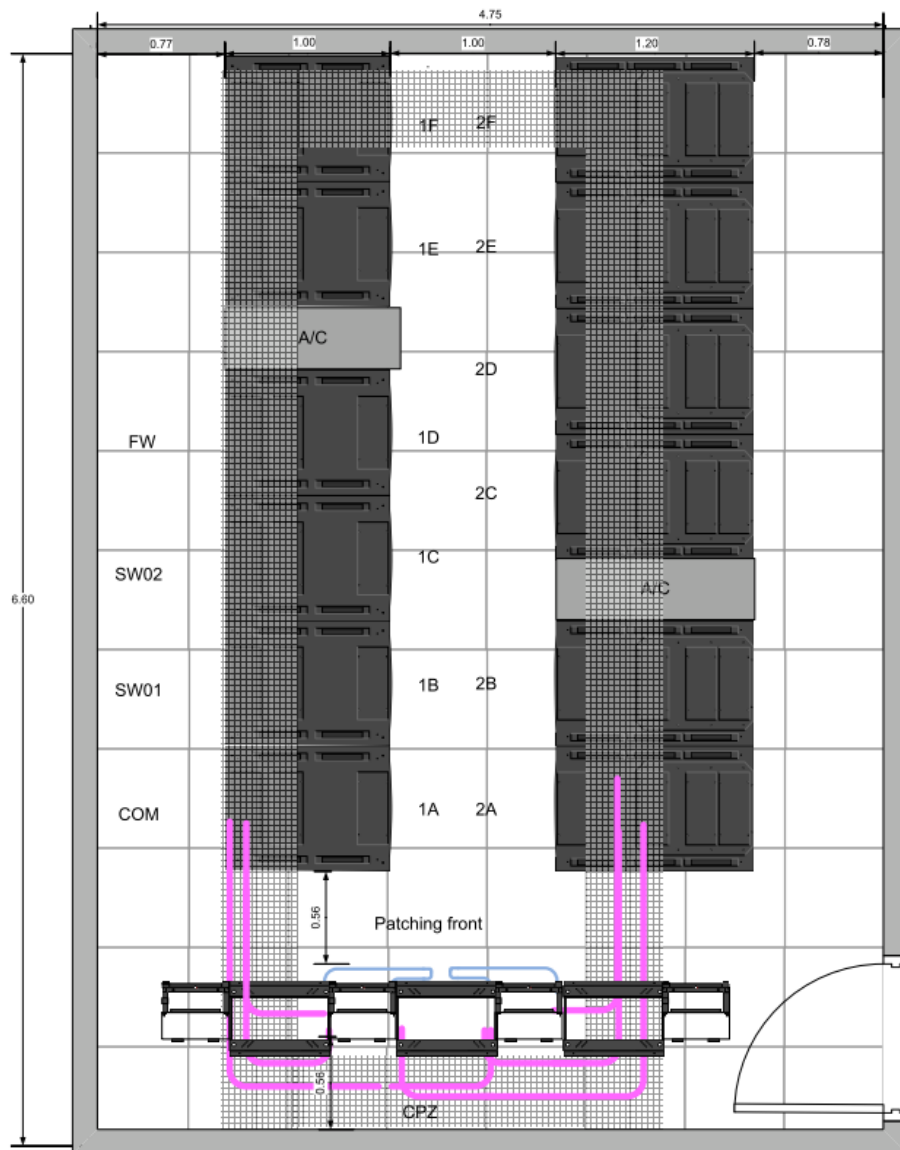 4.75
0.77
1.00
1.00
1.20
0.78
1F
2F
1E
2E
A/C
2D
FW
1D
2C
1C
SW02
A/C
6.60
SW01
1B
2B
COM
1A
2A
0.56
Patching front
0.56
CPZ